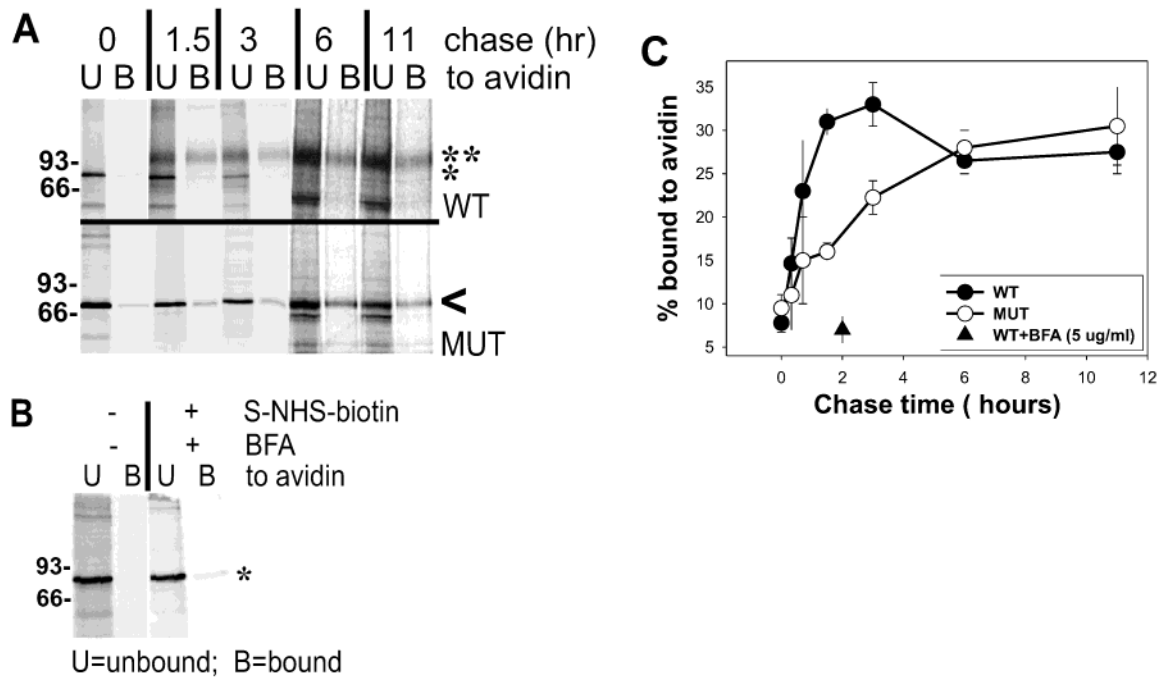 A
0 1.5 3 6 11 chase (hr)
U B U B U B U B U B to avidin
93-
66-
**
*
WT
93-
66-
<
MUT
B
- + S-NHS-biotin
- + BFA
U B U B to avidin
93-
66-
*
U=unbound; B=bound
C
% bound to avidin
35
30
25
20
15
10
5
0 2 4 6 8 10 12
Chase time ( hours)
WT
MUT
WT+BFA (5 ug/ml)